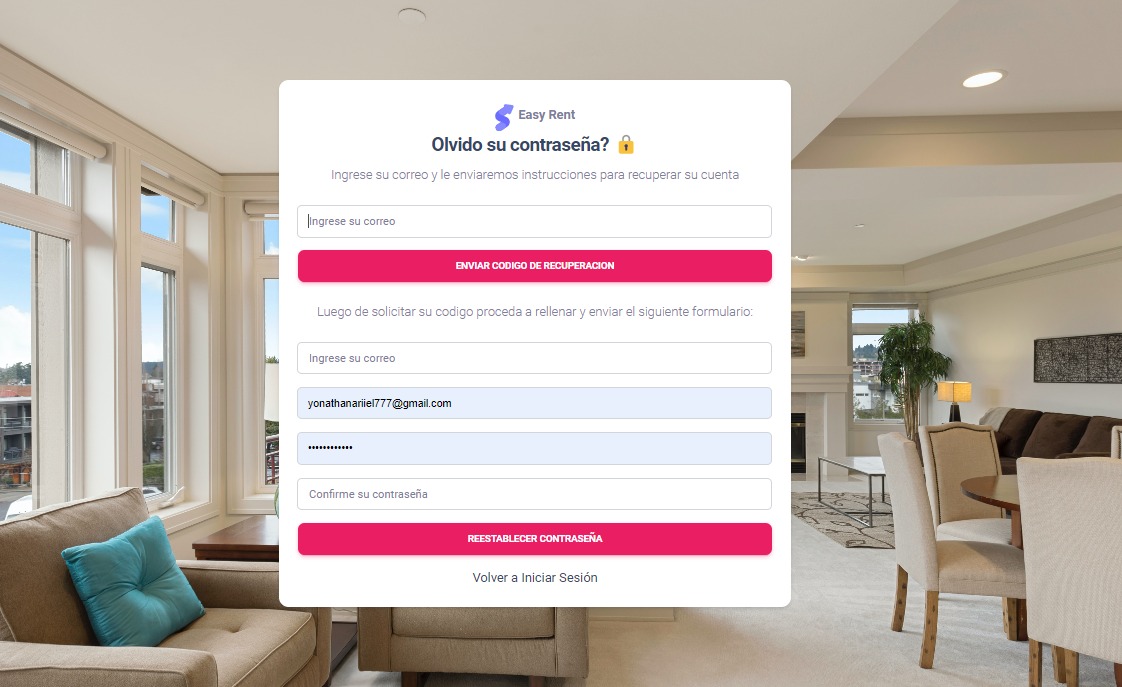 Easy Rent
Olvido su contraseña?
Ingrese su correo y le enviaremos instrucciones para recuperar su cuenta
Ingrese su correo
ENVIAR CODIGO DE RECUPERACION
Luego de solicitar su codigo proceda a rellenar y enviar el siguiente formulario:
Ingrese su correo
yonathanariiel777@gmail.com
••••••••••••
Confirme su contraseña
REESTABLECER CONTRASEÑA
Volver a Iniciar Sesión